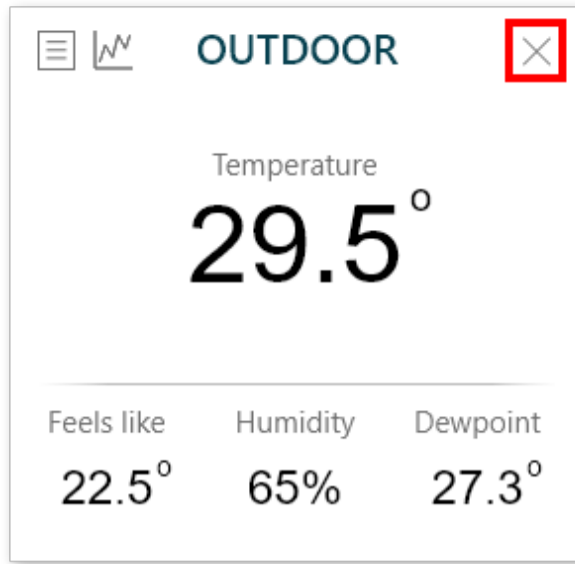 OUTDOOR
Temperature
29.5°
Feels like Humidity Dewpoint
22.5° 65% 27.3°